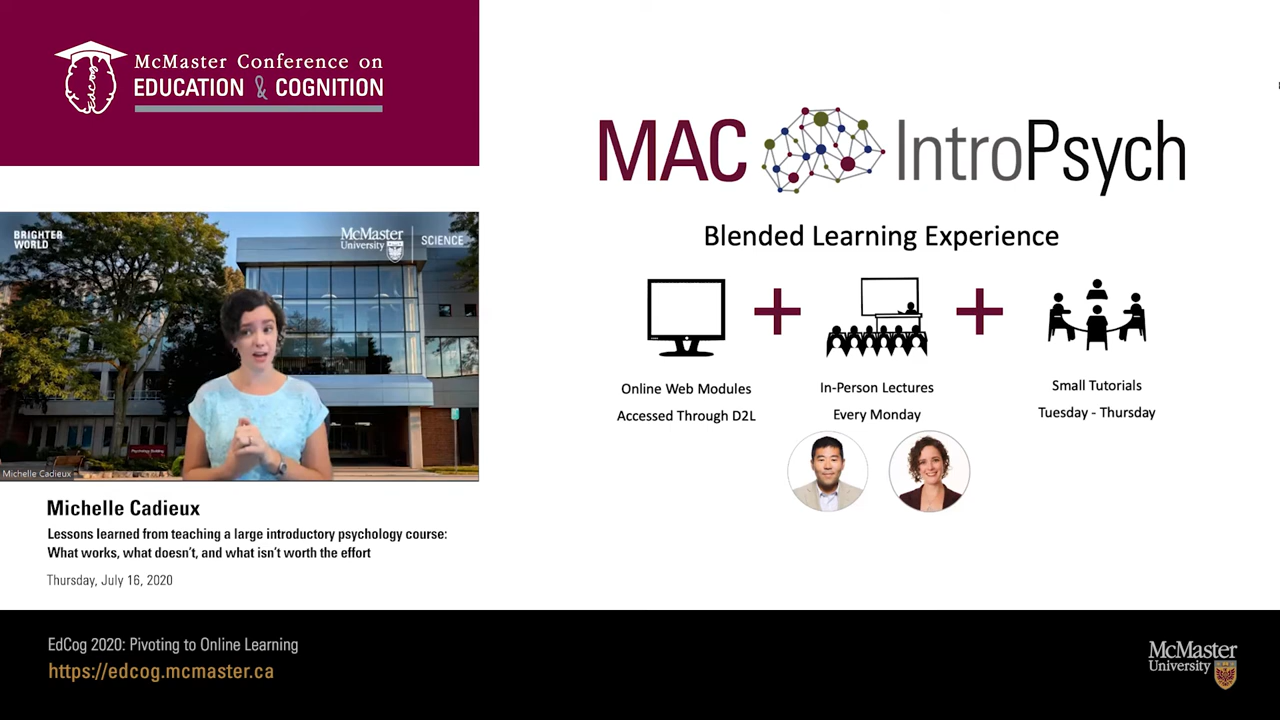 McMaster Conference on
EDUCATION & COGNITION
edcog
BRIGHTER
WORLD
McMaster
University
SCIENCE
Psychology Building
Michelle Cadieux
Michelle Cadieux
Lessons learned from teaching a large introductory psychology course:
What works, what doesn't, and what isn't worth the effort
Thursday, July 16, 2020
MAC IntroPsych
Blended Learning Experience
Online Web Modules
Accessed Through D2L
In-Person Lectures
Every Monday
Small Tutorials
Tuesday - Thursday
EdCog 2020: Pivoting to Online Learning
https://edcog.mcmaster.ca
McMaster
University